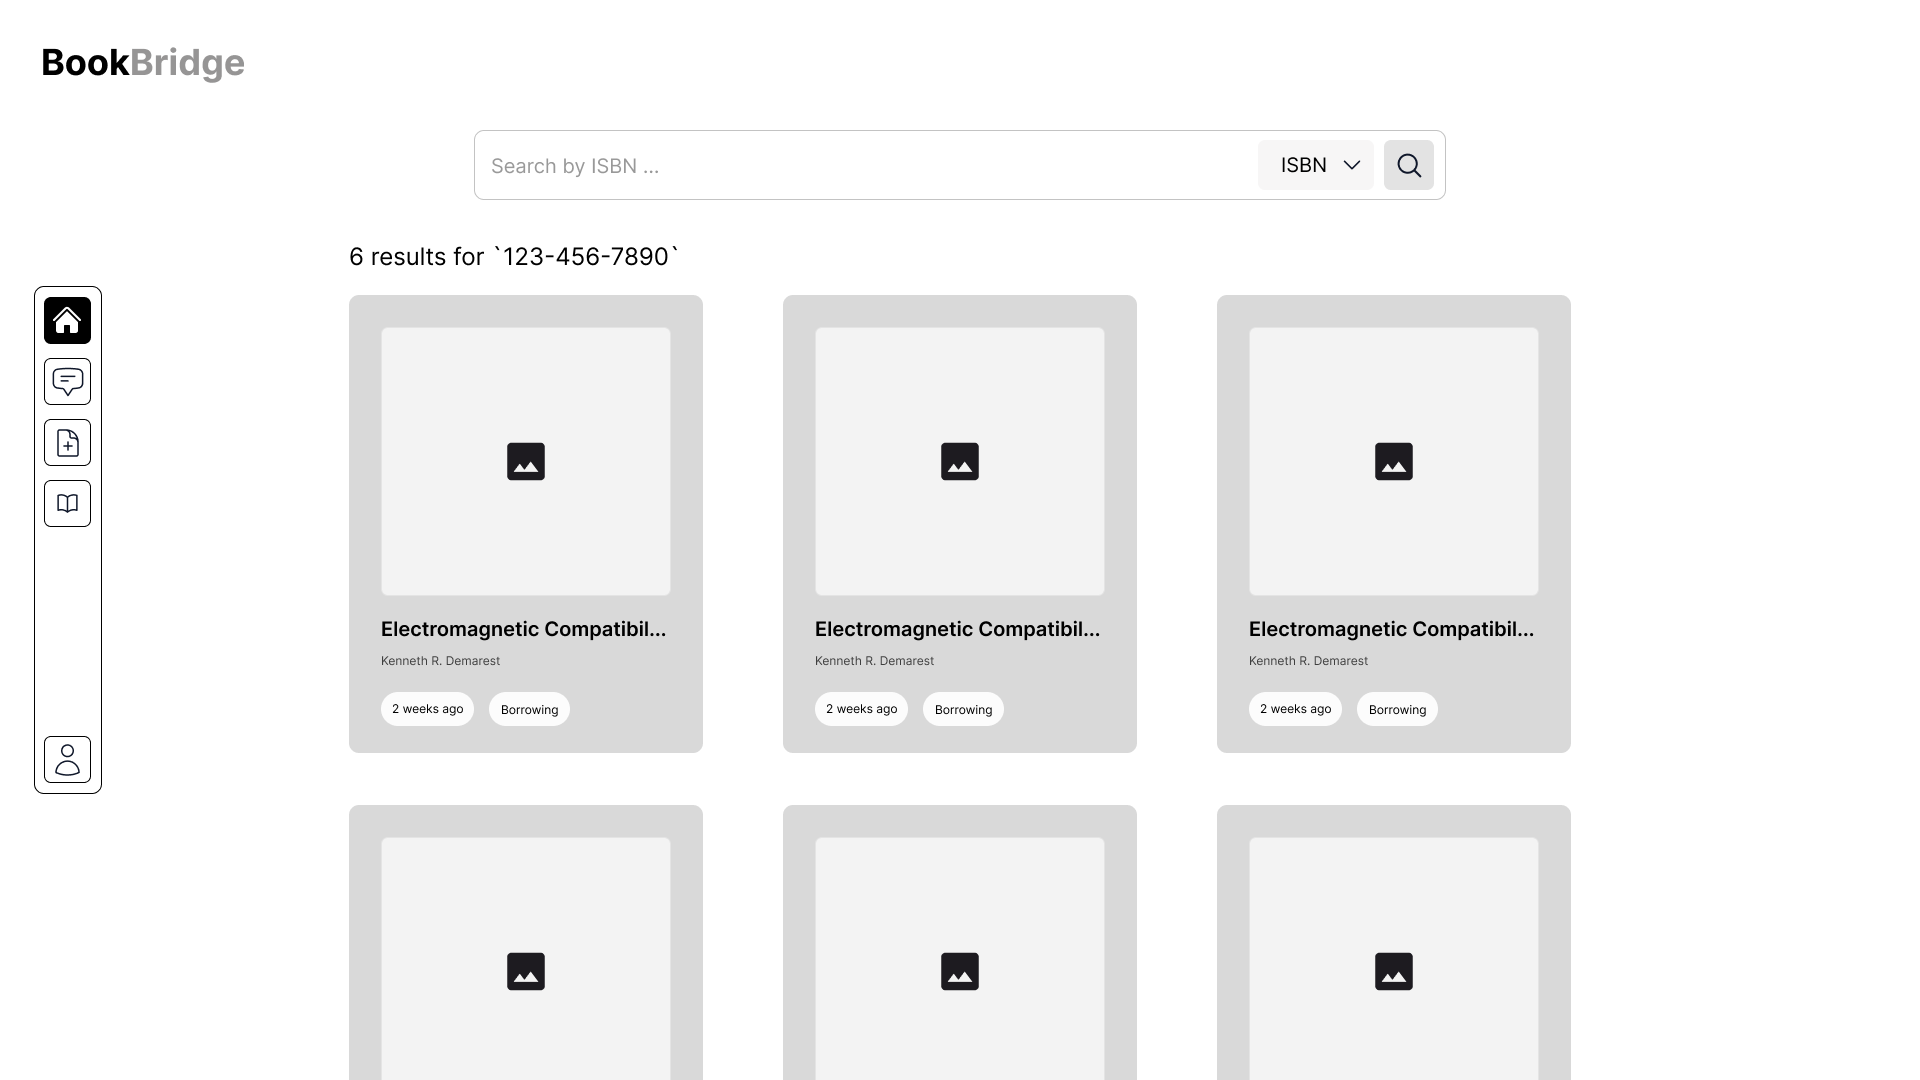 BookBridge
Search by ISBN ...
ISBN
6 results for `123-456-7890`
Electromagnetic Compatibil...
Kenneth R. Demarest
2 weeks ago
Borrowing
Electromagnetic Compatibil...
Kenneth R. Demarest
2 weeks ago
Borrowing
Electromagnetic Compatibil...
Kenneth R. Demarest
2 weeks ago
Borrowing